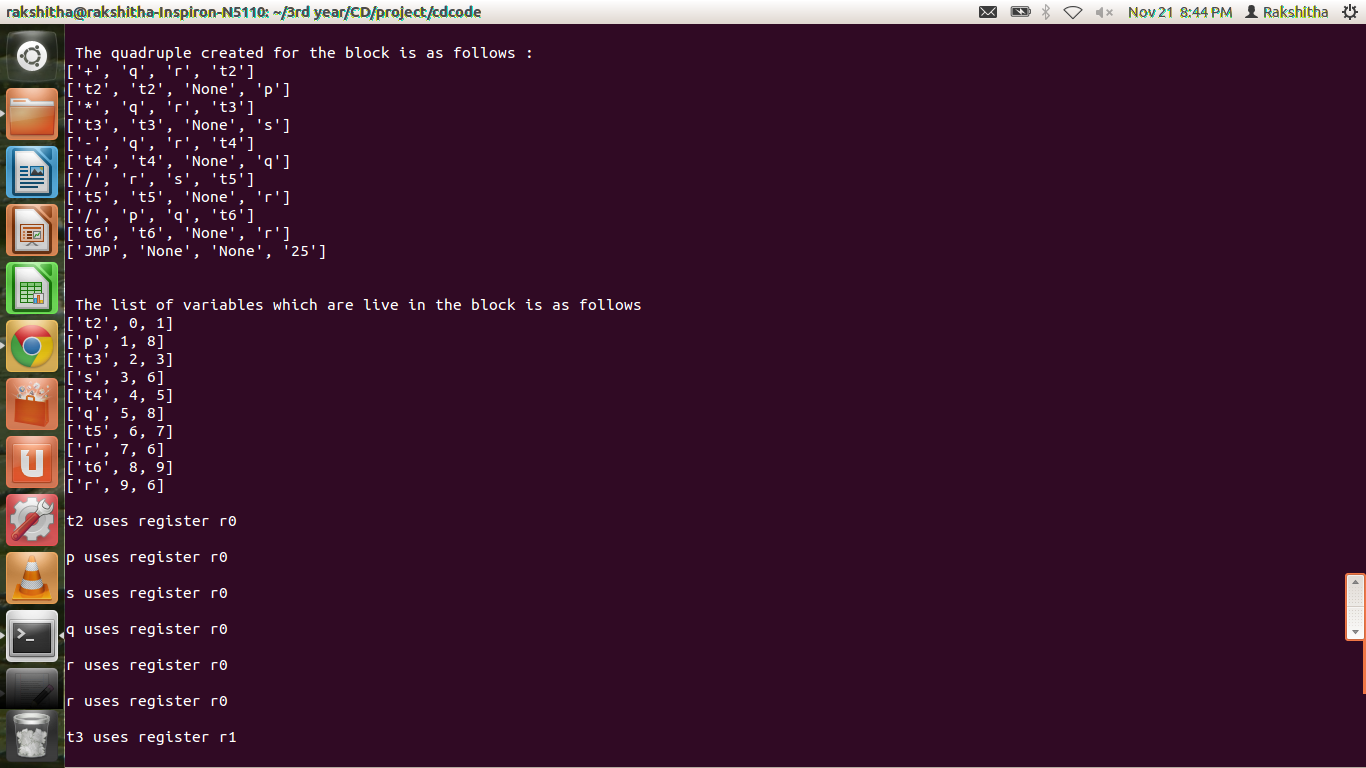 rakshitha@rakshitha-Inspiron-N5110: ~/3rd year/CD/project/cdcode
Nov 21 8:44 PM Rakshitha
The quadruple created for the block is as follows :
['+', 'q', 'r', 't2']
['t2', 't2', 'None', 'p']
['*', 'q', 'r', 't3']
['t3', 't3', 'None', 's']
['-', 'q', 'r', 't4']
['t4', 't4', 'None', 'q']
['/', 'r', 's', 't5']
['t5', 't5', 'None', 'r']
['/', 'p', 'q', 't6']
['t6', 't6', 'None', 'r']
['JMP', 'None', 'None', '25']
The list of variables which are live in the block is as follows
['t2', 0, 1]
['p', 1, 8]
['t3', 2, 3]
['s', 3, 6]
['t4', 4, 5]
['q', 5, 8]
['t5', 6, 7]
['r', 7, 6]
['t6', 8, 9]
['r', 9, 6]
t2 uses register r0
p uses register r0
s uses register r0
q uses register r0
r uses register r0
r uses register r0
t3 uses register r1